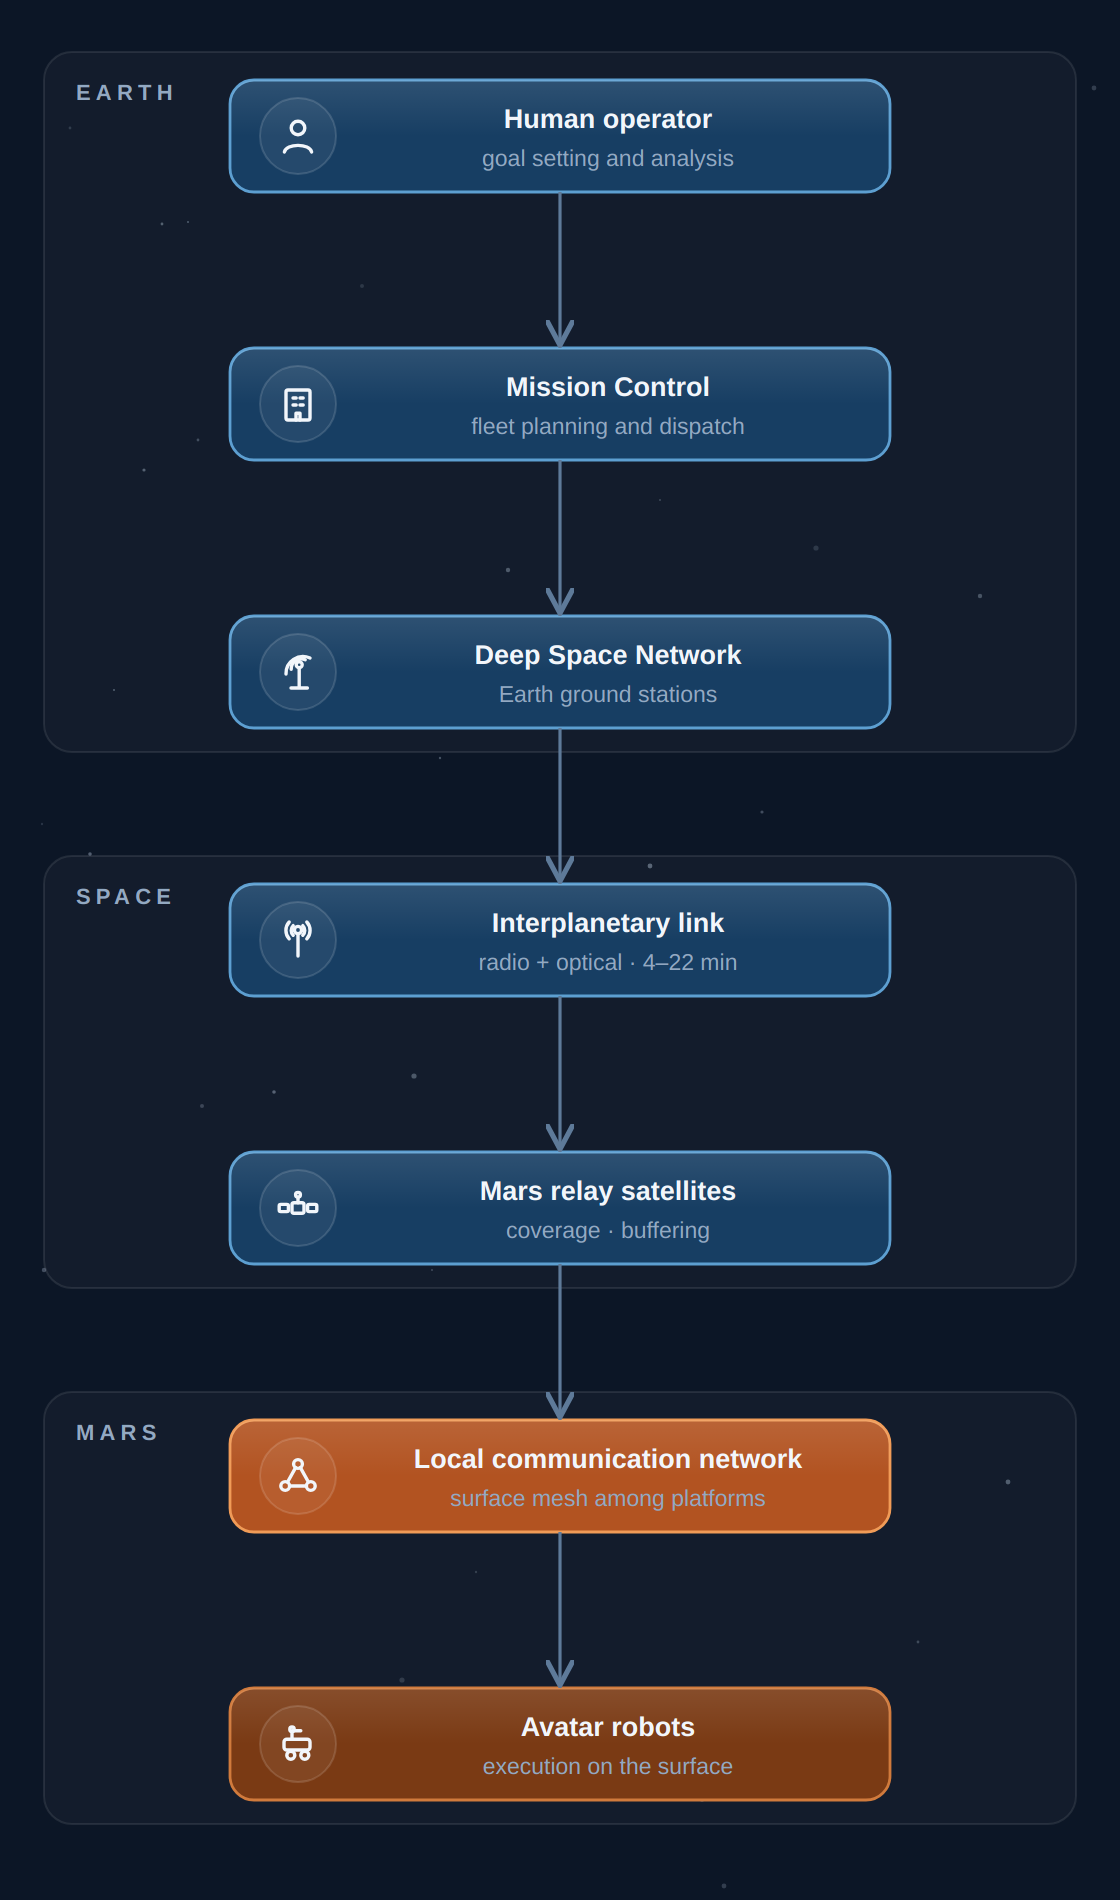 EARTH
Human operator
goal setting and analysis
Mission Control
fleet planning and dispatch
Deep Space Network
Earth ground stations
SPACE
Interplanetary link
radio + optical · 4–22 min
Mars relay satellites
coverage · buffering
MARS
Local communication network
surface mesh among platforms
Avatar robots
execution on the surface